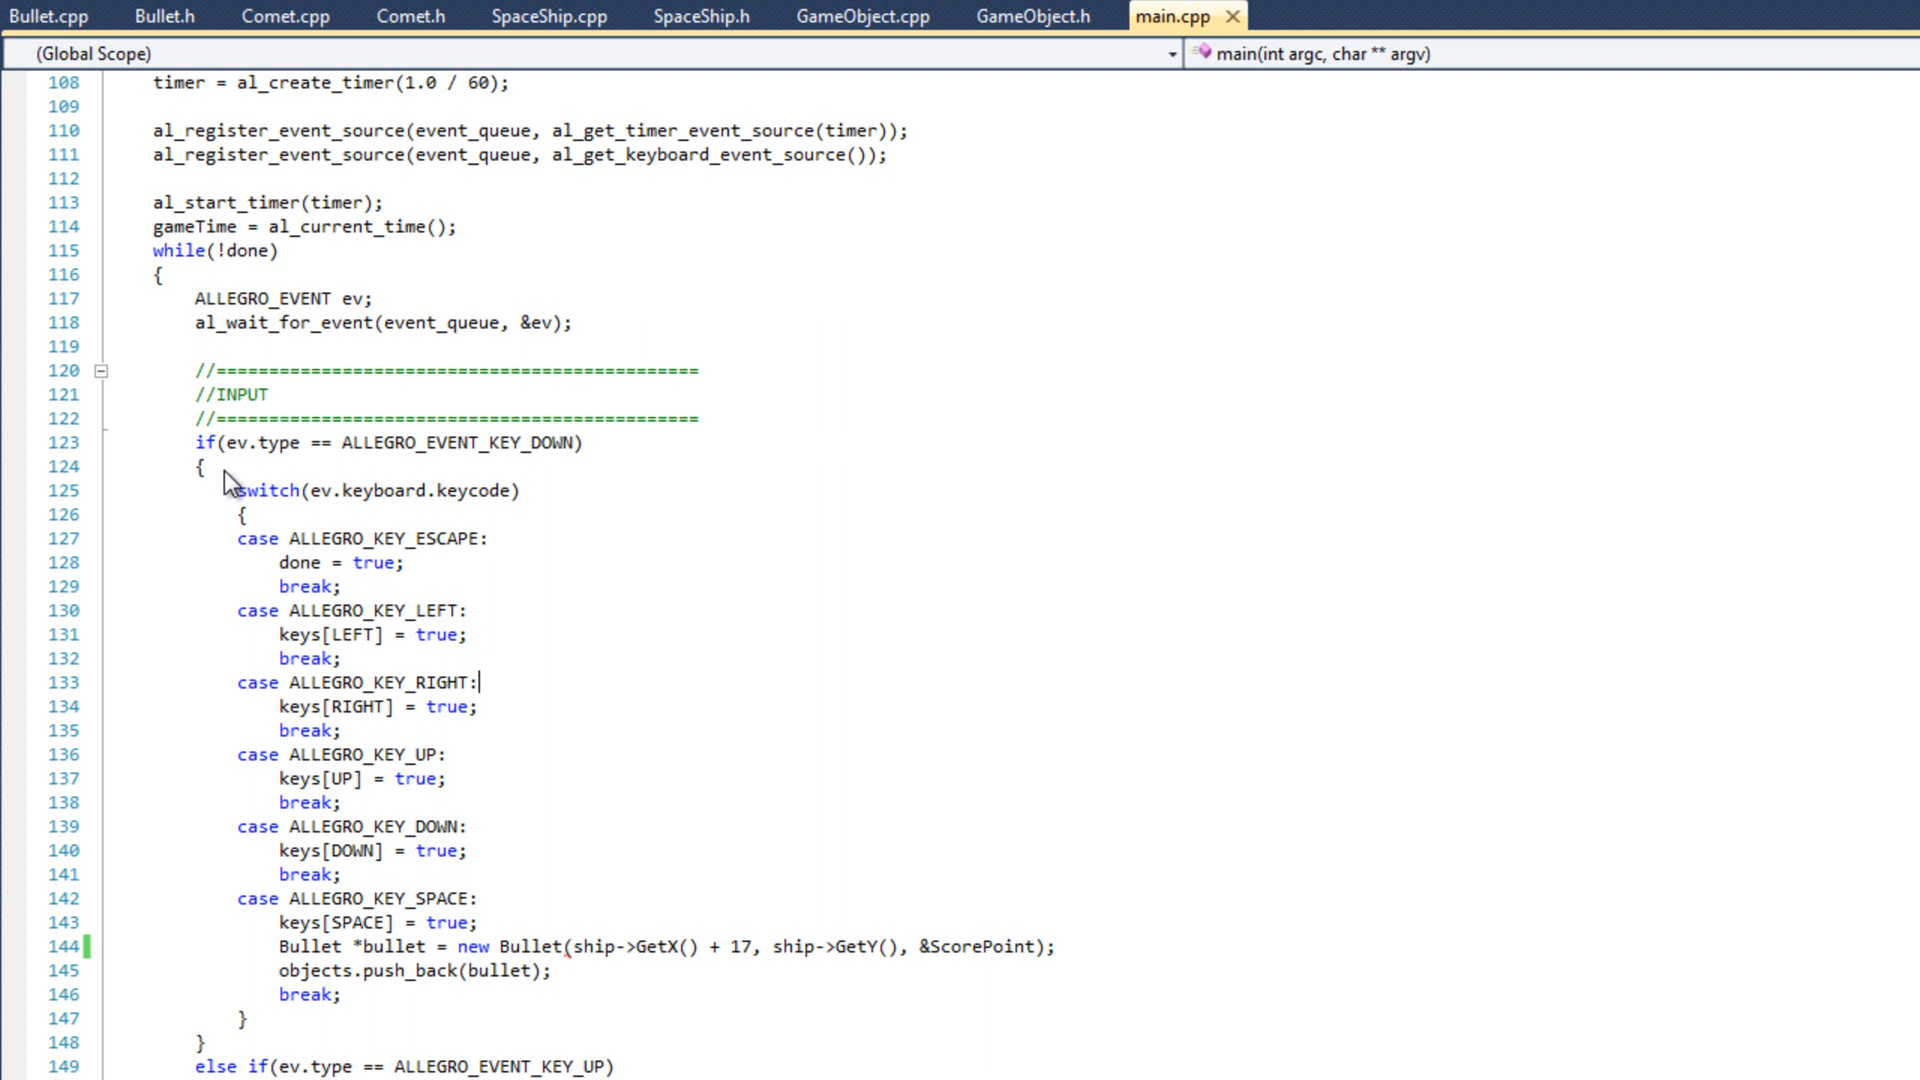 Bullet.cpp Bullet.h Comet.cpp Comet.h SpaceShip.cpp SpaceShip.h GameObject.cpp GameObject.h main.cpp
(Global Scope) main(int argc, char ** argv)
108 timer = al_create_timer(1.0 / 60);
109
110 al_register_event_source(event_queue, al_get_timer_event_source(timer));
111 al_register_event_source(event_queue, al_get_keyboard_event_source());
112
113 al_start_timer(timer);
114 gameTime = al_current_time();
115 while(!done)
116 {
117 ALLEGRO_EVENT ev;
118 al_wait_for_event(event_queue, &ev);
119
120 //==============================================
121 //INPUT
122 //==============================================
123 if(ev.type == ALLEGRO_EVENT_KEY_DOWN)
124 {
125 switch(ev.keyboard.keycode)
126 {
127 case ALLEGRO_KEY_ESCAPE:
128 done = true;
129 break;
130 case ALLEGRO_KEY_LEFT:
131 keys[LEFT] = true;
132 break;
133 case ALLEGRO_KEY_RIGHT:
134 keys[RIGHT] = true;
135 break;
136 case ALLEGRO_KEY_UP:
137 keys[UP] = true;
138 break;
139 case ALLEGRO_KEY_DOWN:
140 keys[DOWN] = true;
141 break;
142 case ALLEGRO_KEY_SPACE:
143 keys[SPACE] = true;
144 Bullet *bullet = new Bullet(ship->GetX() + 17, ship->GetY(), &ScorePoint);
145 objects.push_back(bullet);
146 break;
147 }
148 }
149 else if(ev.type == ALLEGRO_EVENT_KEY_UP)